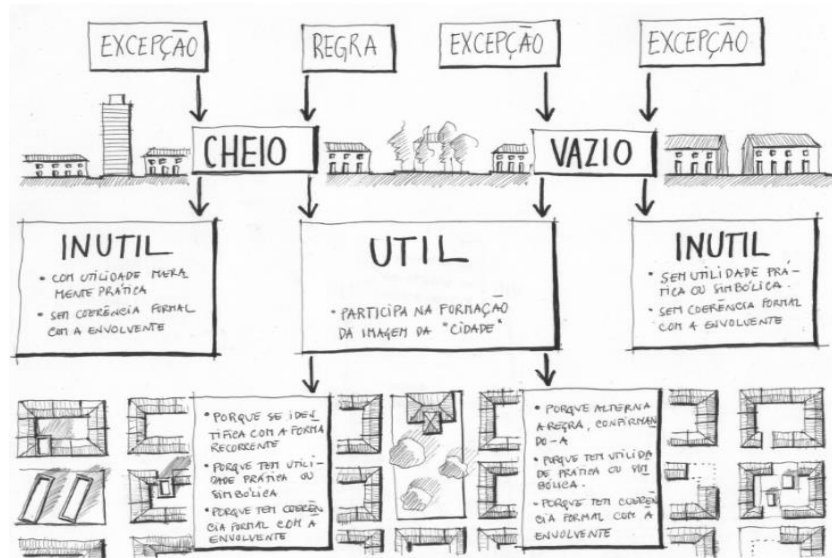 EXCEPÇÃO
REGRA
EXCEPÇÃO
EXCEPÇÃO
CHEIO
VAZIO
INUTIL
• COM UTILIDADE MERA
MENTE PRÁTICA
• SEM COERÊNCIA FORMAL
COM A ENVOLVENTE
UTIL
• PARTICIPA NA FORMAÇÃO
DA IMAGEM DA "CIDADE"
INUTIL
• SEM UTILIDADE PRÁ-
TICA OU SIMBÓLICA.
• SEM COERÊNCIA FORMAL
COM A ENVOLVENTE
• PORQUE SE IDEN
TIFICA COM A FORMA
RECORRENTE
• PORQUE TEM UTILI-
DADE PRÁTICA OU
SIMBÓLICA
• PORQUE TEM COERÊN
CIA FORMAL COM A
ENVOLVENTE
• PORQUE ALTERNA
A REGRA, CONFIRMAN
DO-A
• PORQUE TEM UTILIDA
DE PRÁTICA OU SIM
BÓLICA.
• PORQUE TEM COERÊN
CIA FORMAL COM A
ENVOLVENTE